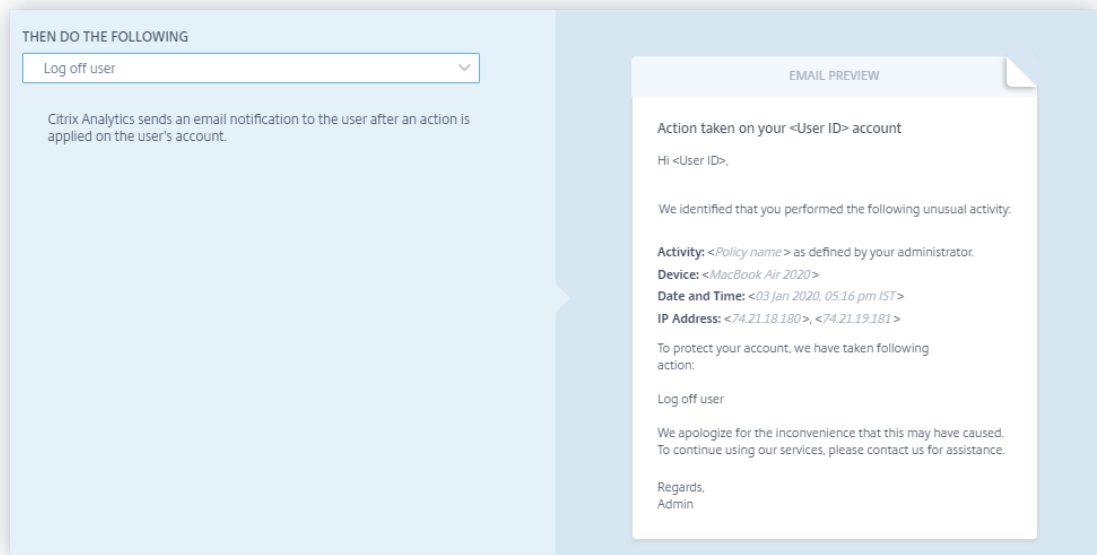 THEN DO THE FOLLOWING
Log off user
Citrix Analytics sends an email notification to the user after an action is
applied on the user's account.
EMAIL PREVIEW
Action taken on your <User ID> account
Hi <User ID>,
We identified that you performed the following unusual activity:
Activity: <Policy name> as defined by your administrator.
Device: <MacBook Air 2020>
Date and Time: <03 Jan 2020, 05:16 pm IST>
IP Address: <74.21.18.180>, <74.21.19.181>
To protect your account, we have taken following
action:
Log off user
We apologize for the inconvenience that this may have caused.
To continue using our services, please contact us for assistance.
Regards,
Admin